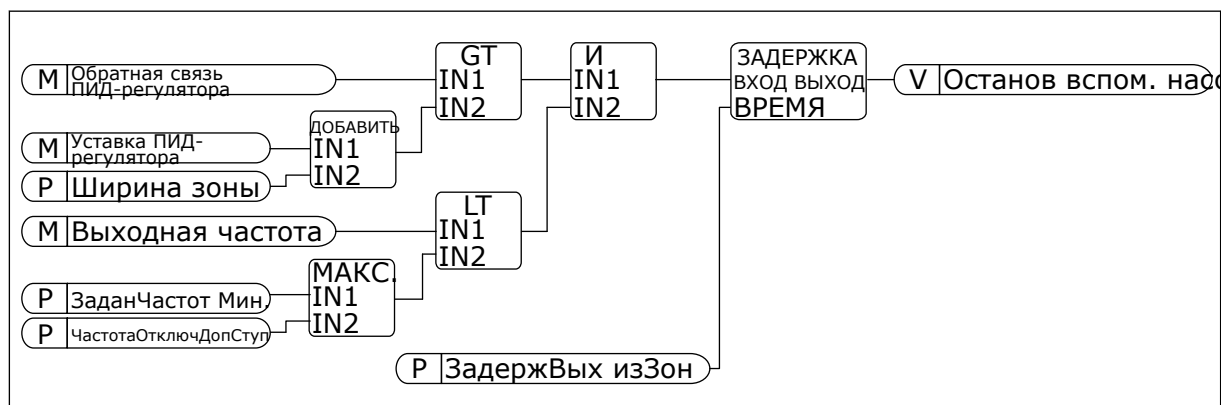 GT
И
ЗАДЕРЖКА
M Обратная связь
ПИД-регулятора
IN1
IN1
ВХОД ВЫХОД
V Останов вспом. насо
IN2
IN2
ВРЕМЯ
ДОБАВИТЬ
M Уставка ПИД-
регулятора
IN1
P Ширина зоны
IN2
LT
M Выходная частота
IN1
IN2
МАКС.
P ЗаданЧастот Мин.
IN1
P ЧастотаОтключДопСтуп
IN2
P ЗадержВых изЗон